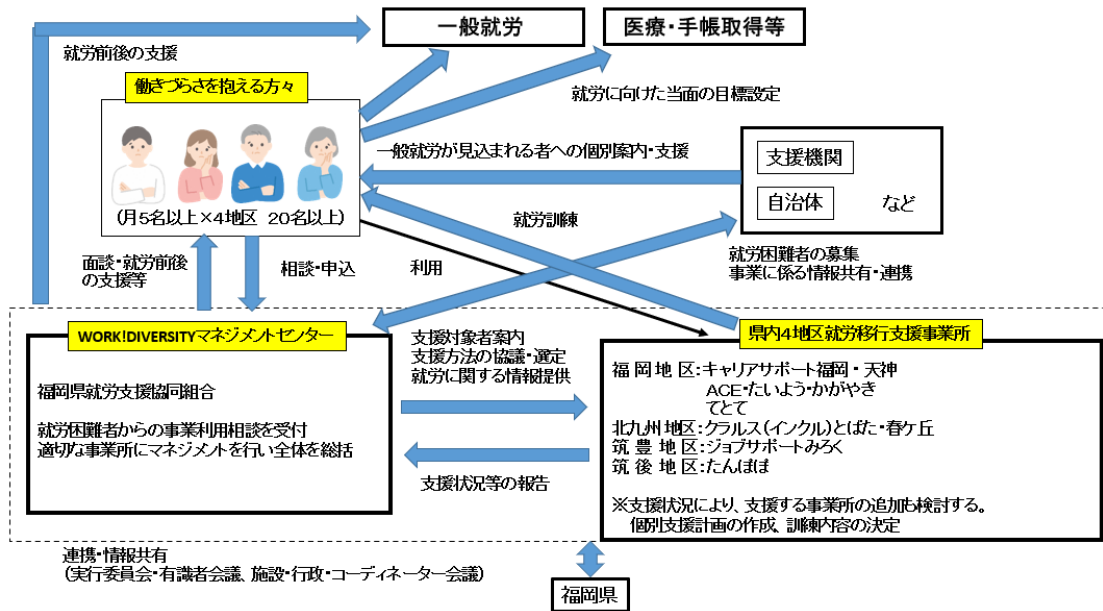 一般就労
医療・手帳取得等
就労前後の支援
働きづらさを抱える方々
就労に向けた当面の目標設定
一般就労が見込まれる者への個別案内・支援
支援機関
自治体
など
(月5名以上×4地区 20名以上)
就労訓練
就労困難者の募集
事業に係る情報共有・連携
面談・就労前後
の支援等
相談・申込
利用
WORK!DIVERSITYマネジメントセンター
福岡県就労支援協同組合
就労困難者からの事業利用相談を受付
適切な事業所にマネジメントを行い全体を総括
支援対象者案内
支援方法の協議・選定
就労に関する情報提供
支援状況等の報告
県内4地区就労移行支援事業所
福岡地区:キャリアサポート福岡・天神
ACE・たいよう・かがやき
てとて
北九州地区:クラルス(インクル)とばた・春ケ丘
筑豊地区:ジョブサポートみろく
筑後地区:たんぽぽ
※支援状況により、支援する事業所の追加も検討する。
個別支援計画の作成、訓練内容の決定
連携・情報共有
(実行委員会・有識者会議、施設・行政・コーディネーター会議)
福岡県